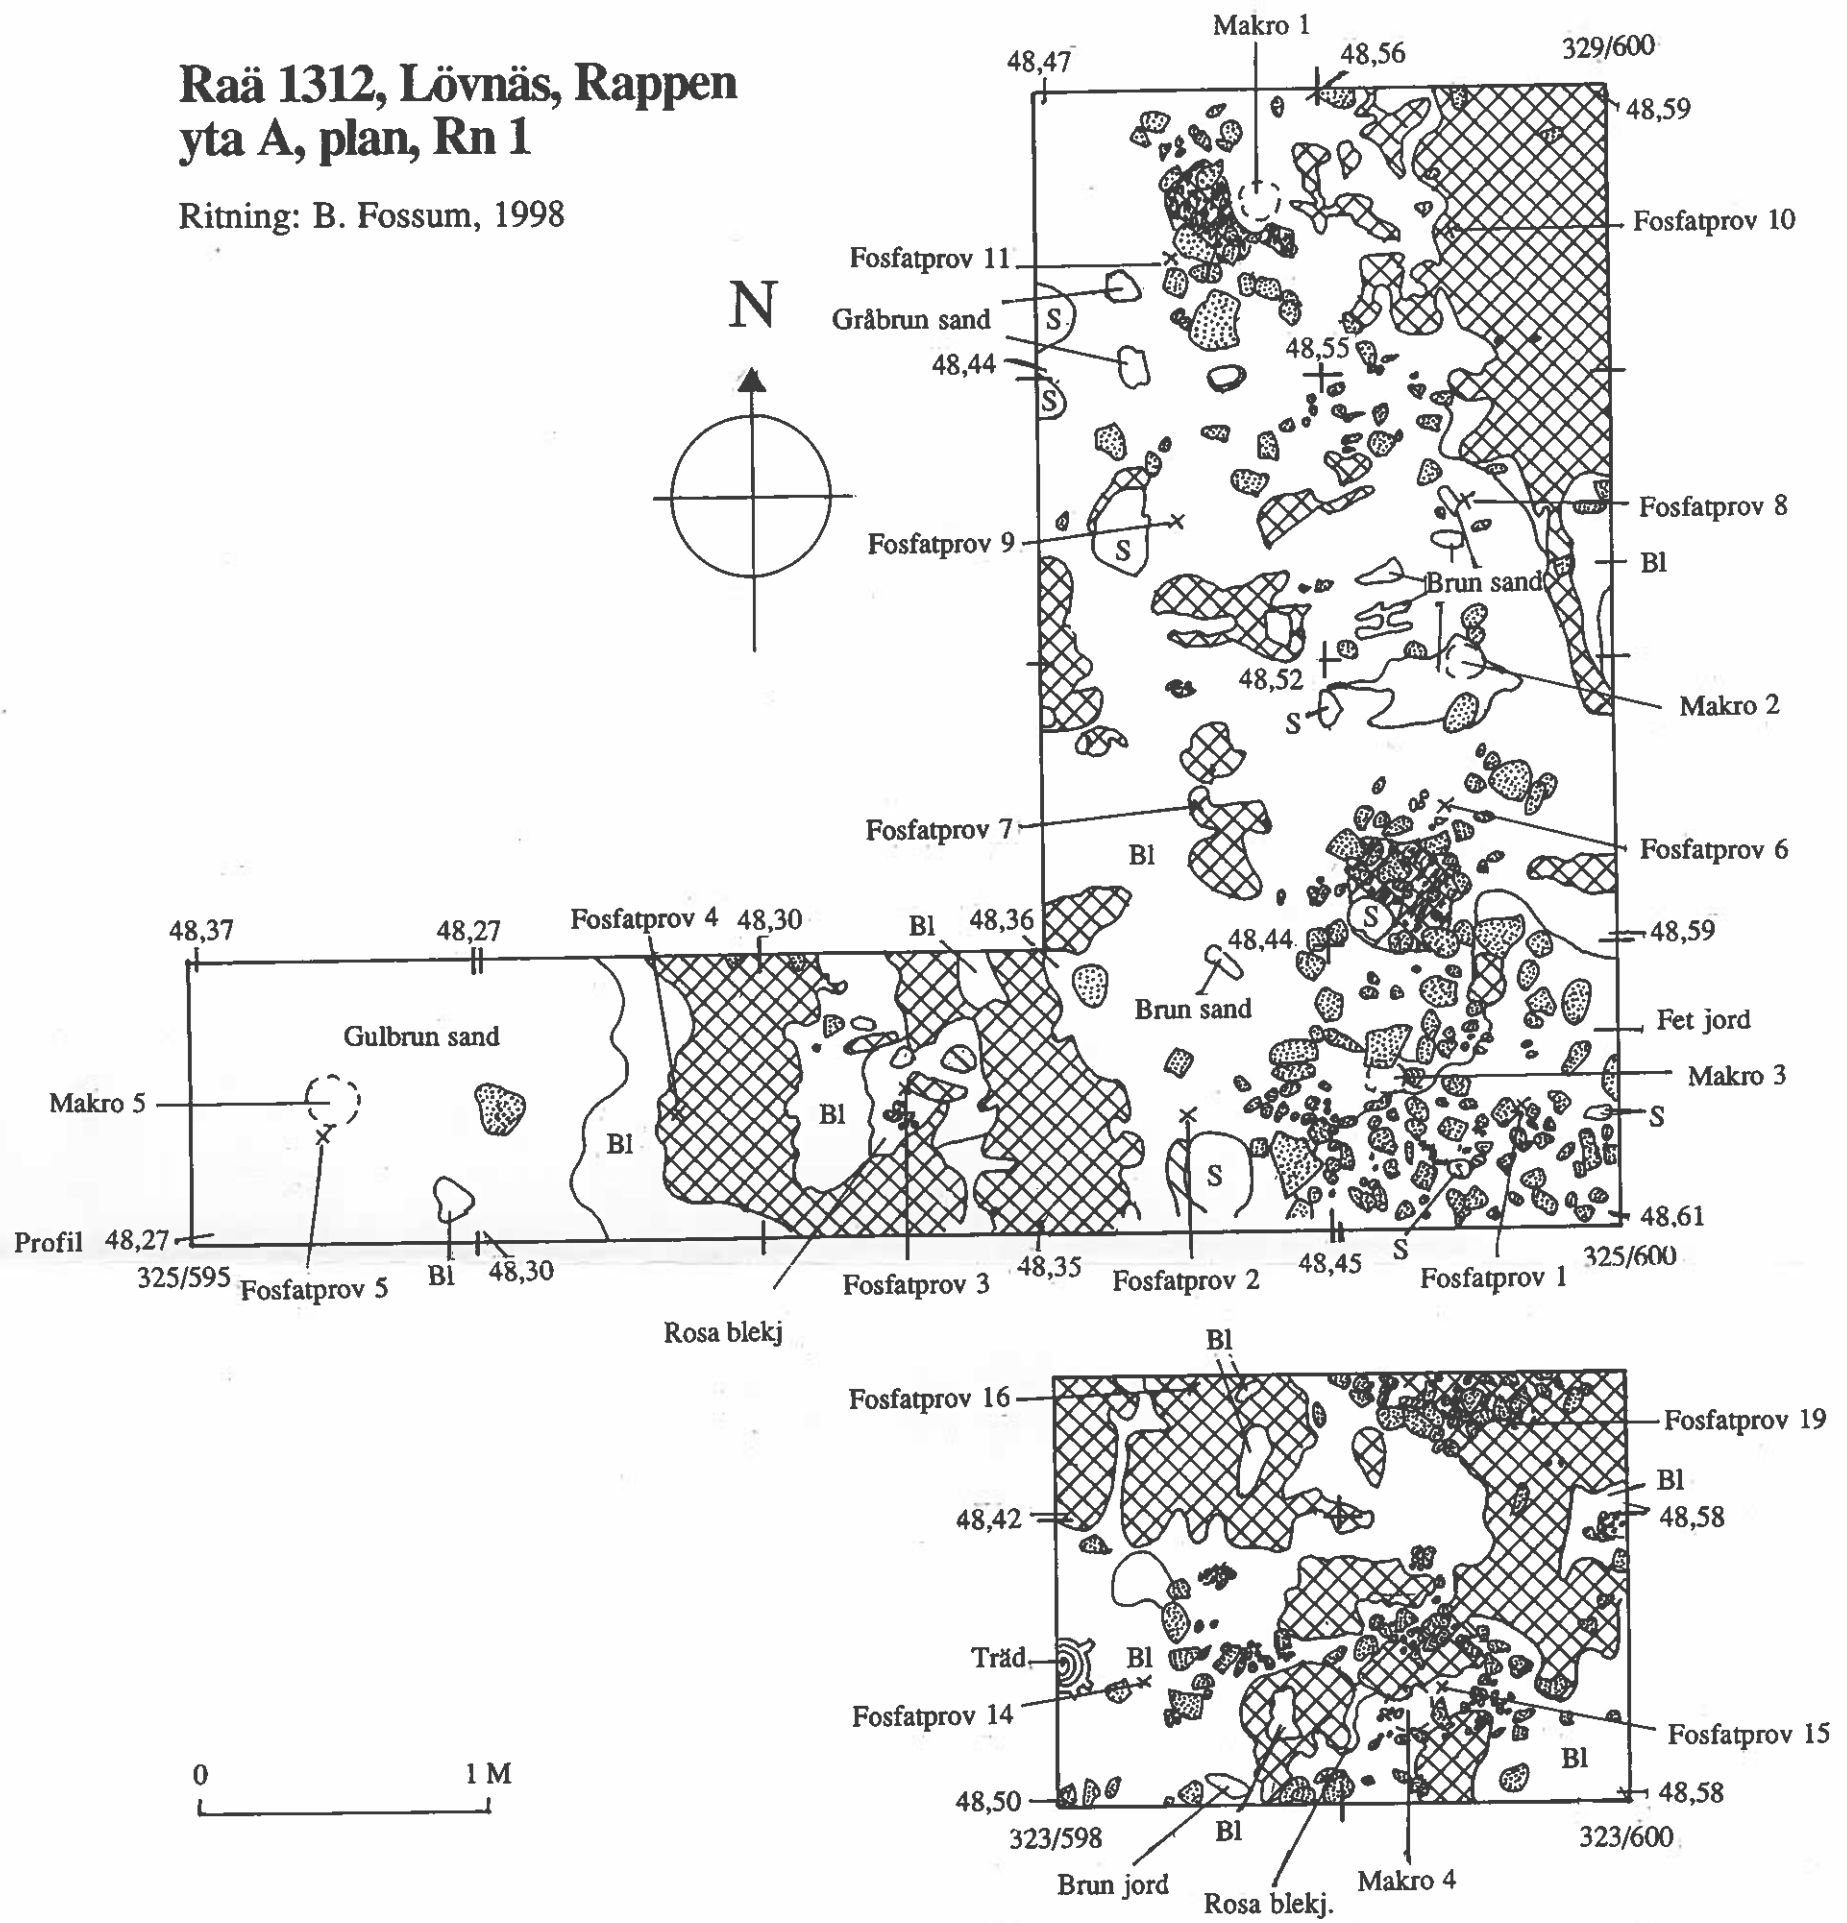 Raä 1312, Lövnäs, Rappen
yta A, plan, Rn 1
Ritning: B. Fossum, 1998
N
Makro 1
48,47
48,56
329/600
48,59
Fosfatprov 10
Fosfatprov 11
Gråbrun sand
S
48,44
S
48,55
Fosfatprov 8
Fosfatprov 9
S
Bl
Brun sand
48,52
S
Makro 2
Fosfatprov 7
Bl
Fosfatprov 6
48,37
48,27
Fosfatprov 4
48,30
Bl
48,36
S
48,44
48,59
Brun sand
Fet jord
Gulbrun sand
Makro 5
Bl
Bl
Makro 3
S
S
Profil 48,27
325/595
Fosfatprov 5
Bl
48,30
Rosa blekj
Fosfatprov 3
48,35
Fosfatprov 2
48,45
S
Fosfatprov 1
48,61
325/600
Bl
Fosfatprov 16
Fosfatprov 19
Bl
48,42
48,58
Träd
Bl
Fosfatprov 14
Fosfatprov 15
Bl
48,50
48,58
323/598
Bl
323/600
Brun jord
Rosa blekj.
Makro 4
0
1 M